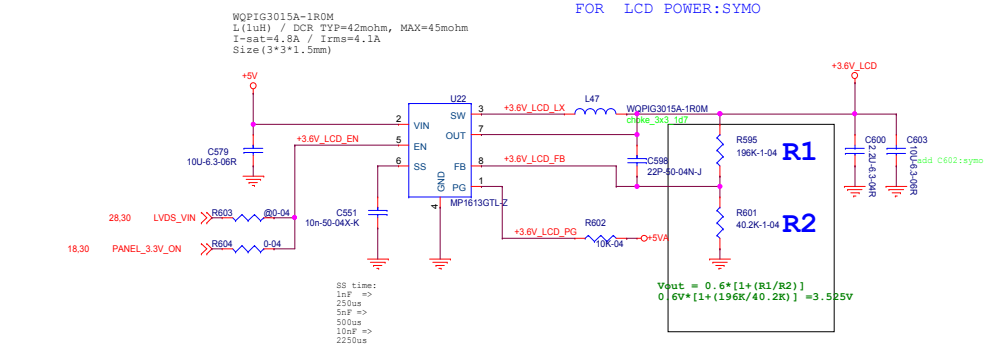 FOR LCD POWER:SYMO
WQPIG3015A-1R0M
L(1uH) / DCR TYP=42mohm, MAX=45mohm
I-sat=4.8A / Irms=4.1A
Size(3*3*1.5mm)
+5V
+3.6V_LCD
U22
L47
2
VIN
SW
3
+3.6V_LCD_LX
WQPIG3015A-1R0M
choke_3x3_1d7
+3.6V_LCD_EN
5
EN
OUT
7
C579
10U-6.3-06R
6
SS
FB
8
+3.6V_LCD_FB
C598
22P-50-04N-J
R595
196K-1-04
R1
C600
2.2U-6.3-04R
C603
10U-6.3-06R
add C602:symo
GND
PG
1
4
MP1613GTL-Z
C551
10n-50-04X-K
28,30
LVDS_VIN
R603
@0-04
18,30
PANEL_3.3V_ON
R604
0-04
+3.6V_LCD_PG
R602
10K-04
+5VA
R601
40.2K-1-04
R2
SS time:
1nF =>
250us
5nF =>
500us
10nF =>
2250us
Vout = 0.6*[1+(R1/R2)]
0.6V*[1+(196K/40.2K)] =3.525V